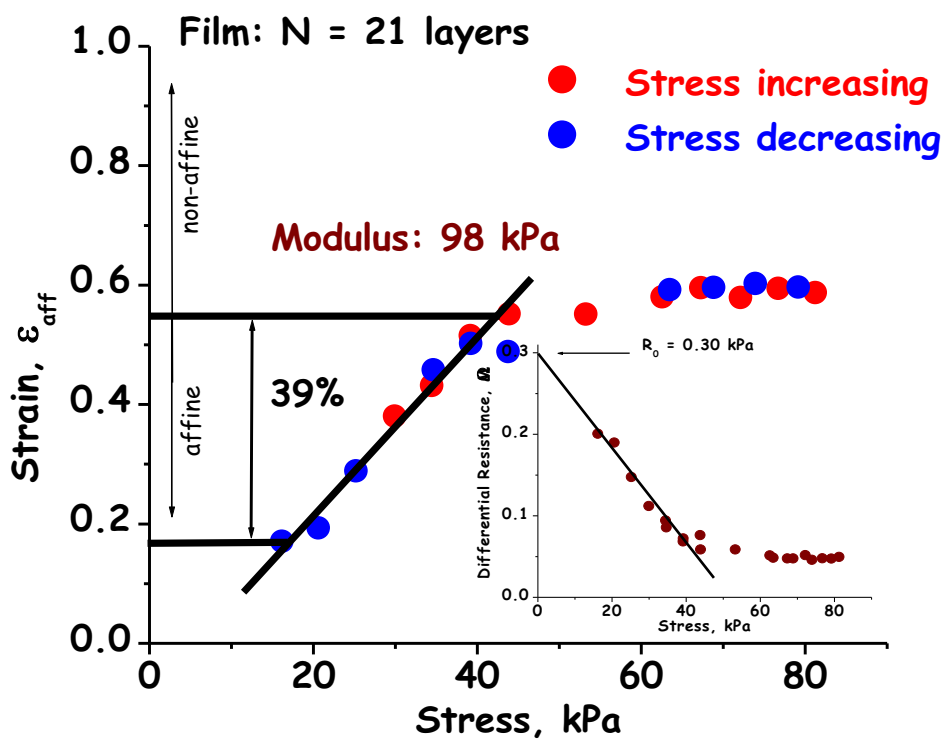 Film: N = 21 layers
Stress increasing
Stress decreasing
1.0
0.8
0.6
0.4
0.2
0.0
Strain, εaff
non-affine
affine
Modulus: 98 kPa
39%
R0 = 0.30 kPa
0.3
0.2
0.1
0.0
Differential Resistance, Ω
0
20
40
60
80
Stress, kPa
0
20
40
60
80
Stress, kPa